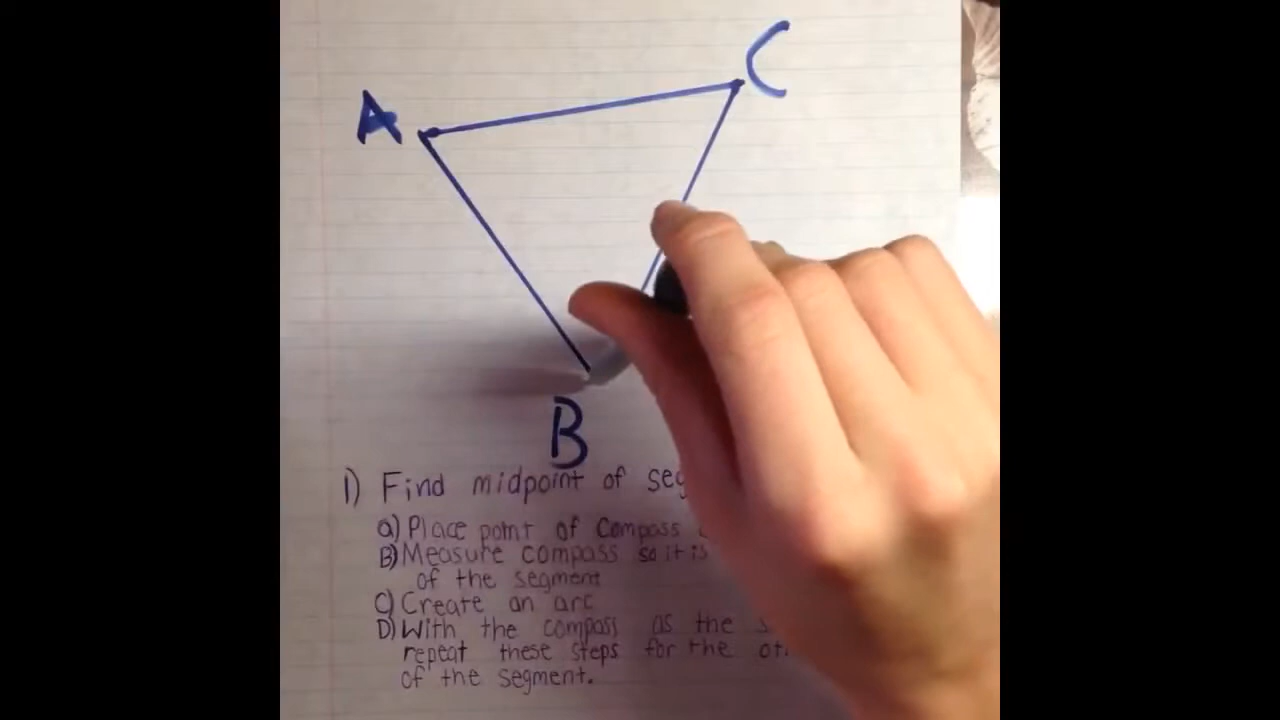 C
A
B
1) Find midpoint of seg
a) Place point of Compass
B) Measure compass so it is
of the segment
C) Create an arc
D) With the compass as the s
repeat these steps for the ot
of the segment.